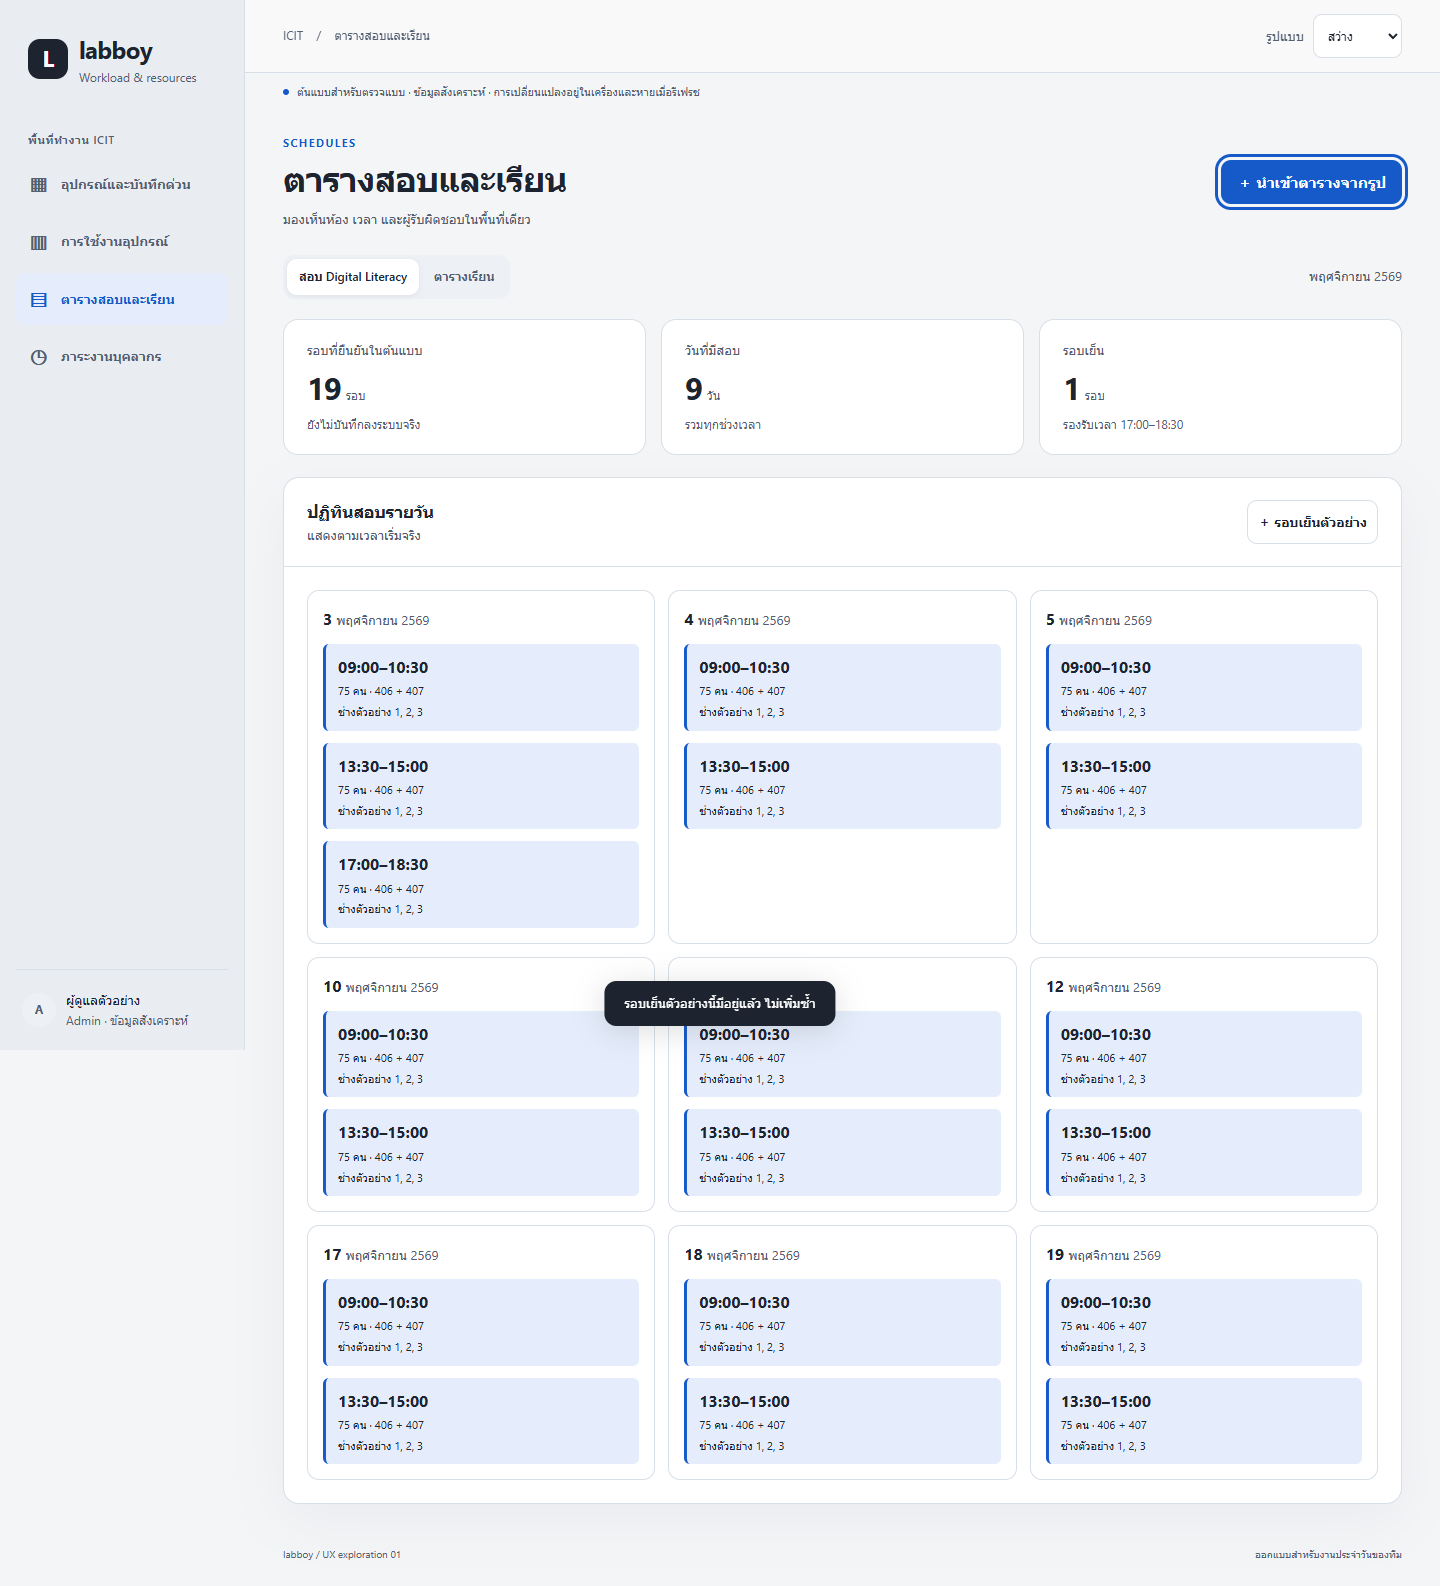 L
labboy
Workload & resources
พื้นที่ทำงาน ICIT
อุปกรณ์และบันทึกด่วน
การใช้งานอุปกรณ์
ตารางสอบและเรียน
ภาระงานบุคลากร
A
ผู้ดูแลตัวอย่าง
Admin · ข้อมูลสังเคราะห์
ICIT / ตารางสอบและเรียน
รูปแบบ สว่าง
ต้นแบบสำหรับตรวจแบบ · ข้อมูลสังเคราะห์ · การเปลี่ยนแปลงอยู่ในเครื่องและหายเมื่อรีเฟรช
SCHEDULES
ตารางสอบและเรียน
มองเห็นห้อง เวลา และผู้รับผิดชอบในพื้นที่เดียว
+ นำเข้าตารางจากรูป
สอบ Digital Literacy ตารางเรียน
พฤศจิกายน 2569
รอบที่ยืนยันในต้นแบบ
19 รอบ
ยังไม่บันทึกลงระบบจริง
วันที่มีสอบ
9 วัน
รวมทุกช่วงเวลา
รอบเย็น
1 รอบ
รองรับเวลา 17:00–18:30
ปฏิทินสอบรายวัน
แสดงตามเวลาเริ่มจริง
+ รอบเย็นตัวอย่าง
3 พฤศจิกายน 2569
09:00–10:30
75 คน · 406 + 407
ช่างตัวอย่าง 1, 2, 3
13:30–15:00
75 คน · 406 + 407
ช่างตัวอย่าง 1, 2, 3
17:00–18:30
75 คน · 406 + 407
ช่างตัวอย่าง 1, 2, 3
4 พฤศจิกายน 2569
09:00–10:30
75 คน · 406 + 407
ช่างตัวอย่าง 1, 2, 3
13:30–15:00
75 คน · 406 + 407
ช่างตัวอย่าง 1, 2, 3
5 พฤศจิกายน 2569
09:00–10:30
75 คน · 406 + 407
ช่างตัวอย่าง 1, 2, 3
13:30–15:00
75 คน · 406 + 407
ช่างตัวอย่าง 1, 2, 3
10 พฤศจิกายน 2569
09:00–10:30
75 คน · 406 + 407
ช่างตัวอย่าง 1, 2, 3
13:30–15:00
75 คน · 406 + 407
ช่างตัวอย่าง 1, 2, 3
รอบเย็นตัวอย่างนี้มีอยู่แล้ว ไม่เพิ่มซ้ำ
09:00–10:30
75 คน · 406 + 407
ช่างตัวอย่าง 1, 2, 3
13:30–15:00
75 คน · 406 + 407
ช่างตัวอย่าง 1, 2, 3
12 พฤศจิกายน 2569
09:00–10:30
75 คน · 406 + 407
ช่างตัวอย่าง 1, 2, 3
13:30–15:00
75 คน · 406 + 407
ช่างตัวอย่าง 1, 2, 3
17 พฤศจิกายน 2569
09:00–10:30
75 คน · 406 + 407
ช่างตัวอย่าง 1, 2, 3
13:30–15:00
75 คน · 406 + 407
ช่างตัวอย่าง 1, 2, 3
18 พฤศจิกายน 2569
09:00–10:30
75 คน · 406 + 407
ช่างตัวอย่าง 1, 2, 3
13:30–15:00
75 คน · 406 + 407
ช่างตัวอย่าง 1, 2, 3
19 พฤศจิกายน 2569
09:00–10:30
75 คน · 406 + 407
ช่างตัวอย่าง 1, 2, 3
13:30–15:00
75 คน · 406 + 407
ช่างตัวอย่าง 1, 2, 3
labboy / UX exploration 01
ออกแบบสำหรับงานประจำวันของทีม